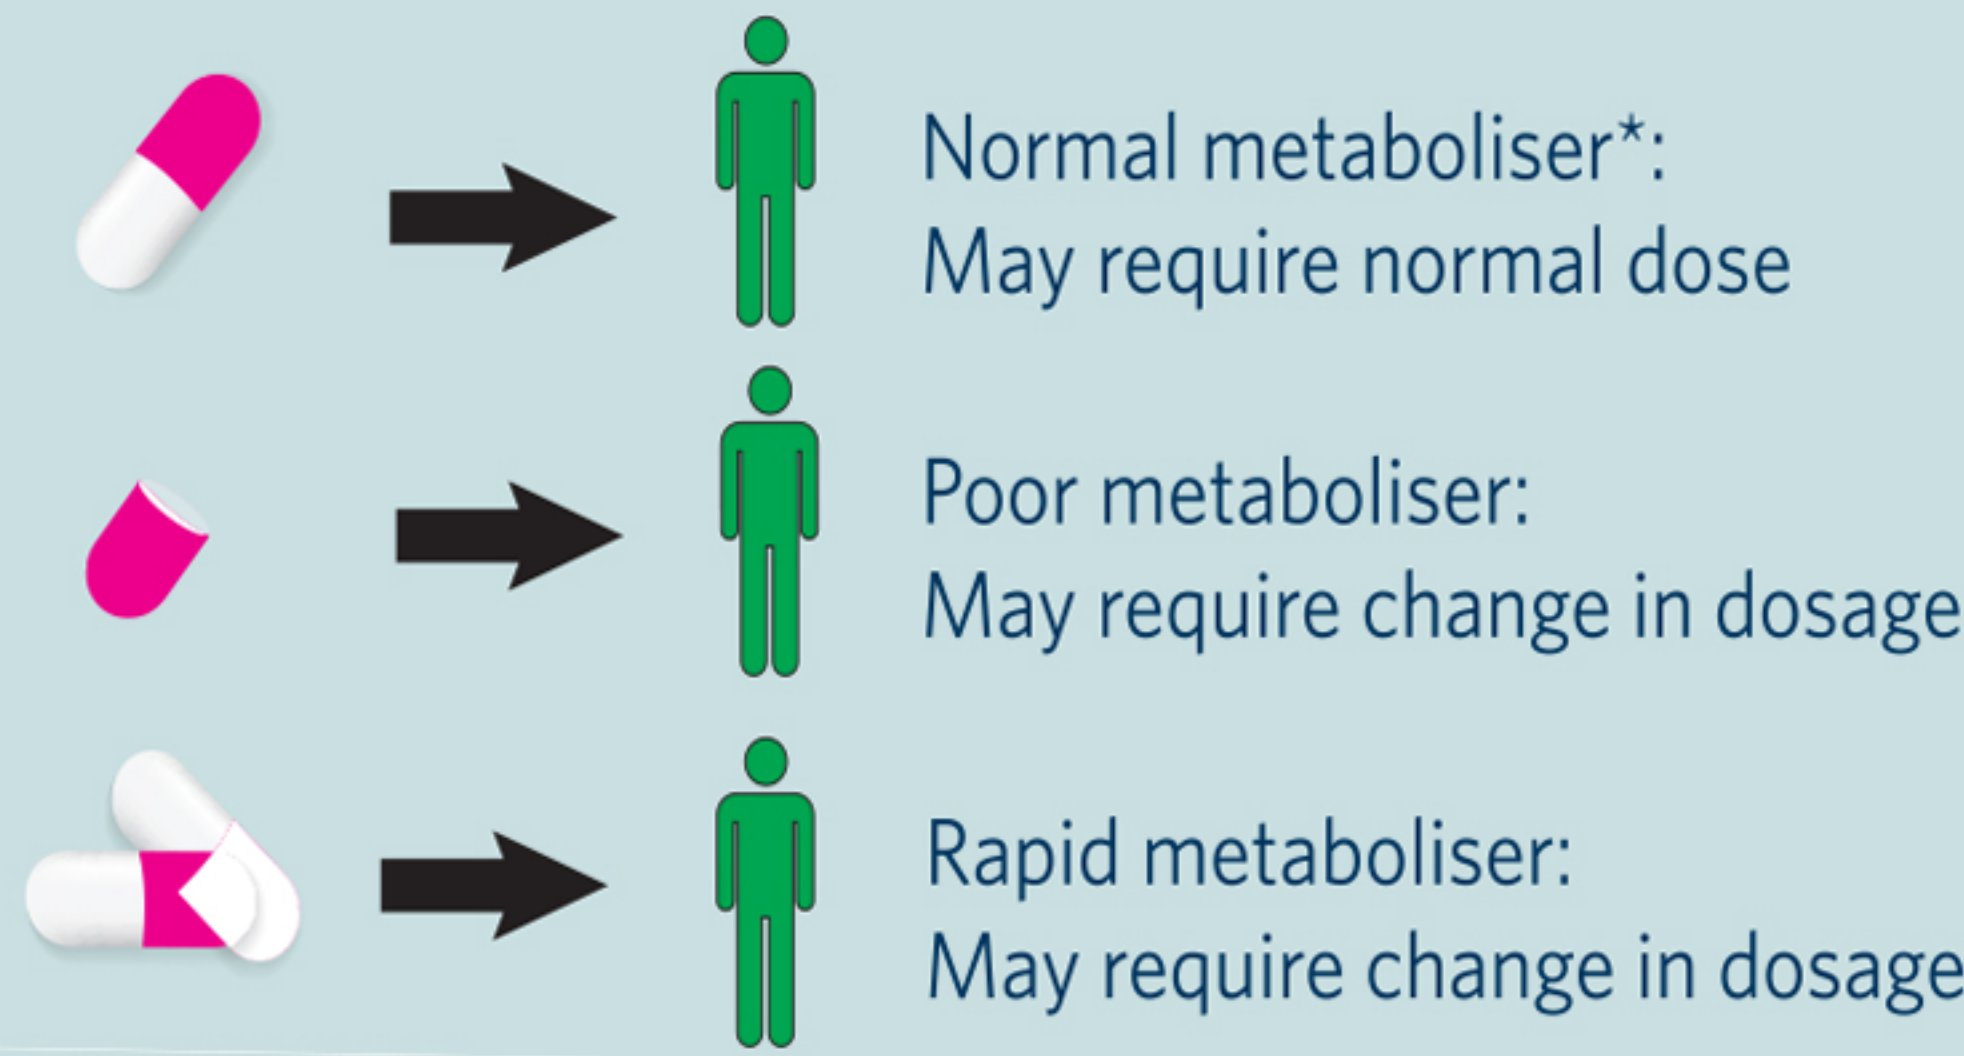 Normal metaboliser*:
May require normal dose
Poor metaboliser:
May require change in dosage
Rapid metaboliser:
May require change in dosage